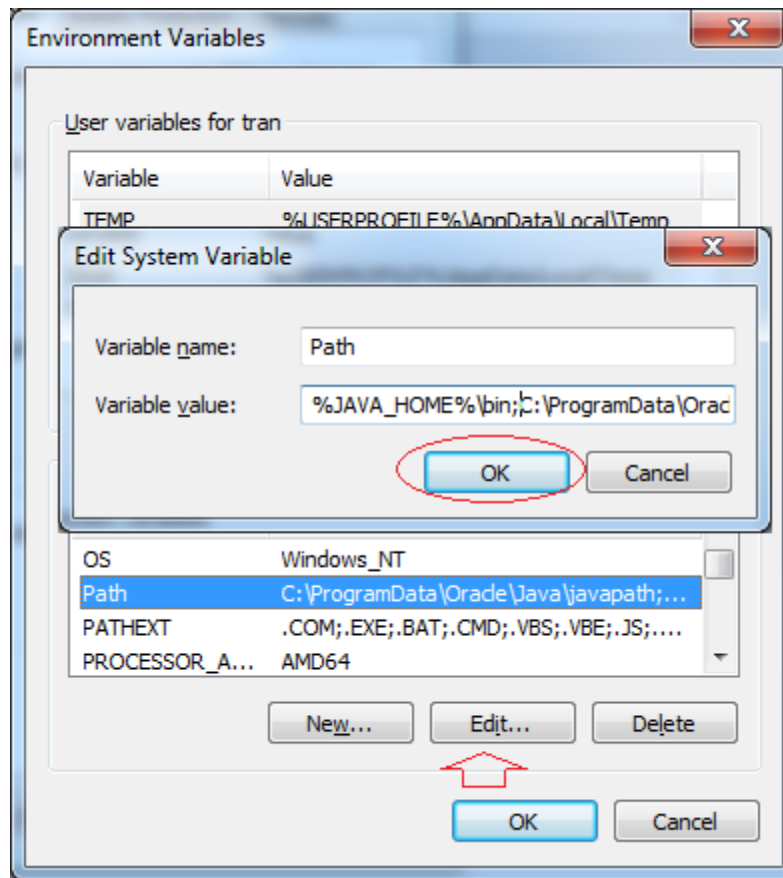 Environment Variables
User variables for tran
Variable Value
TEMP %USERPROFILE%\AppData\Local\Temp
Edit System Variable
Variable name: Path
Variable value: %JAVA_HOME%\bin;C:\ProgramData\Orac
OK Cancel
OS Windows_NT
Path C:\ProgramData\Oracle\Java\javapath;...
PATHEXT .COM;.EXE;.BAT;.CMD;.VBS;.VBE;.JS;....
PROCESSOR_A... AMD64
New... Edit... Delete
OK Cancel